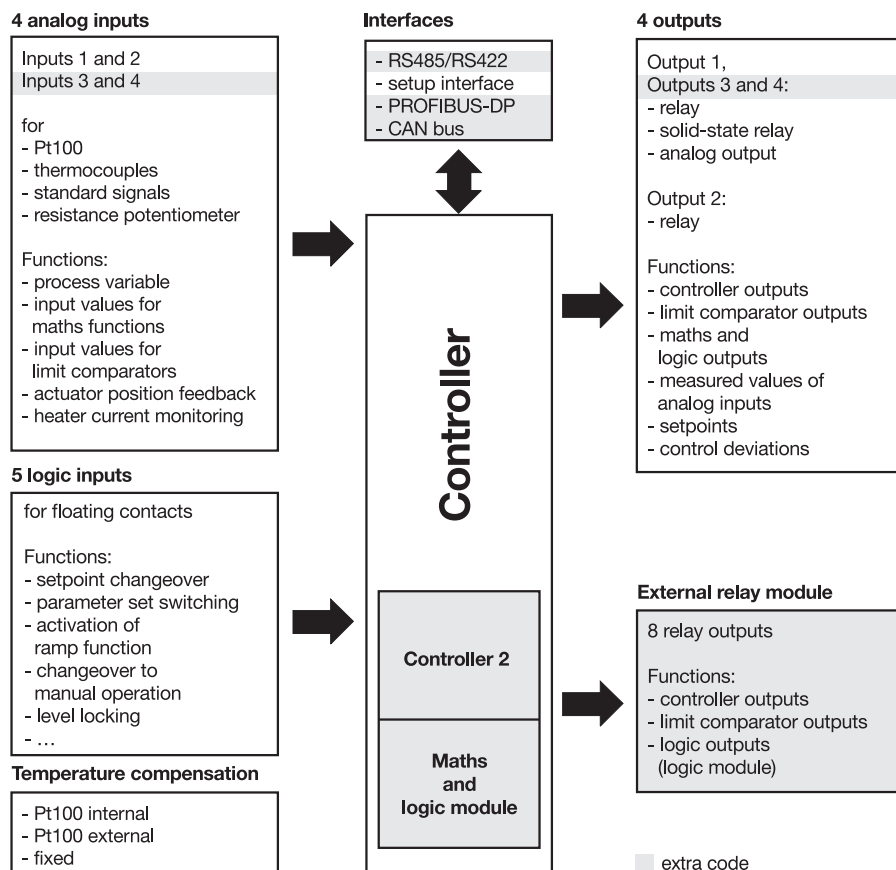 4 analog inputs
Inputs 1 and 2
Inputs 3 and 4
for
- Pt100
- thermocouples
- standard signals
- resistance potentiometer
Functions:
- process variable
- input values for
maths functions
- input values for
limit comparators
- actuator position feedback
- heater current monitoring
5 logic inputs
for floating contacts
Functions:
- setpoint changeover
- parameter set switching
- activation of
ramp function
- changeover to
manual operation
- level locking
- ...
Temperature compensation
- Pt100 internal
- Pt100 external
- fixed
Interfaces
- RS485/RS422
- setup interface
- PROFIBUS-DP
- CAN bus
Controller
Controller 2
Maths
and
logic module
4 outputs
Output 1,
Outputs 3 and 4:
- relay
- solid-state relay
- analog output
Output 2:
- relay
Functions:
- controller outputs
- limit comparator outputs
- maths and
logic outputs
- measured values of
analog inputs
- setpoints
- control deviations
External relay module
8 relay outputs
Functions:
- controller outputs
- limit comparator outputs
- logic outputs
(logic module)
extra code